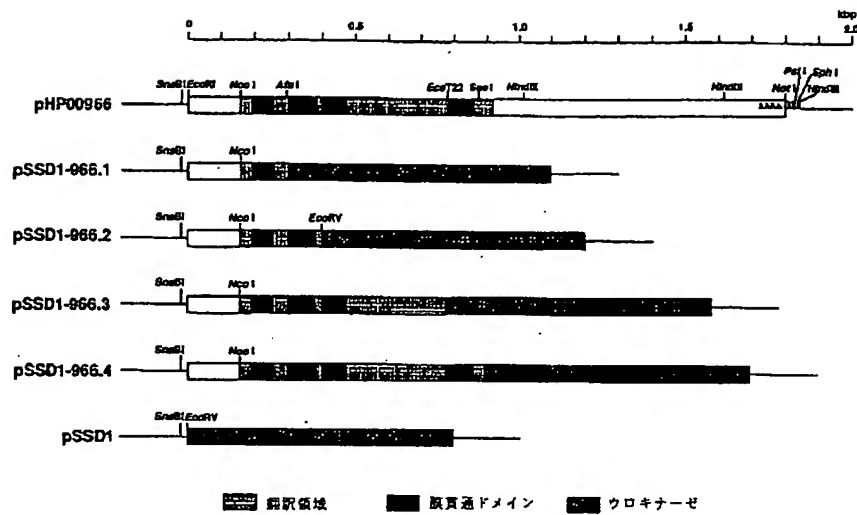 0 0.5 1.0 1.5 2.0
kbp
PstI SphI
SnaBI EcoRI NcoI Eco T22 HindIII HindIII NotI HindIII
pHP00966
SnaBI NcoI
pSSD1-966.1
SnaBI NcoI EcoRV
pSSD1-966.2
SnaBI NcoI
pSSD1-966.3
SnaBI NcoI
pSSD1-966.4
SnaBI EcoRV
pSSD1
翻訳領域 膜貫通ドメイン ウロキナーゼ